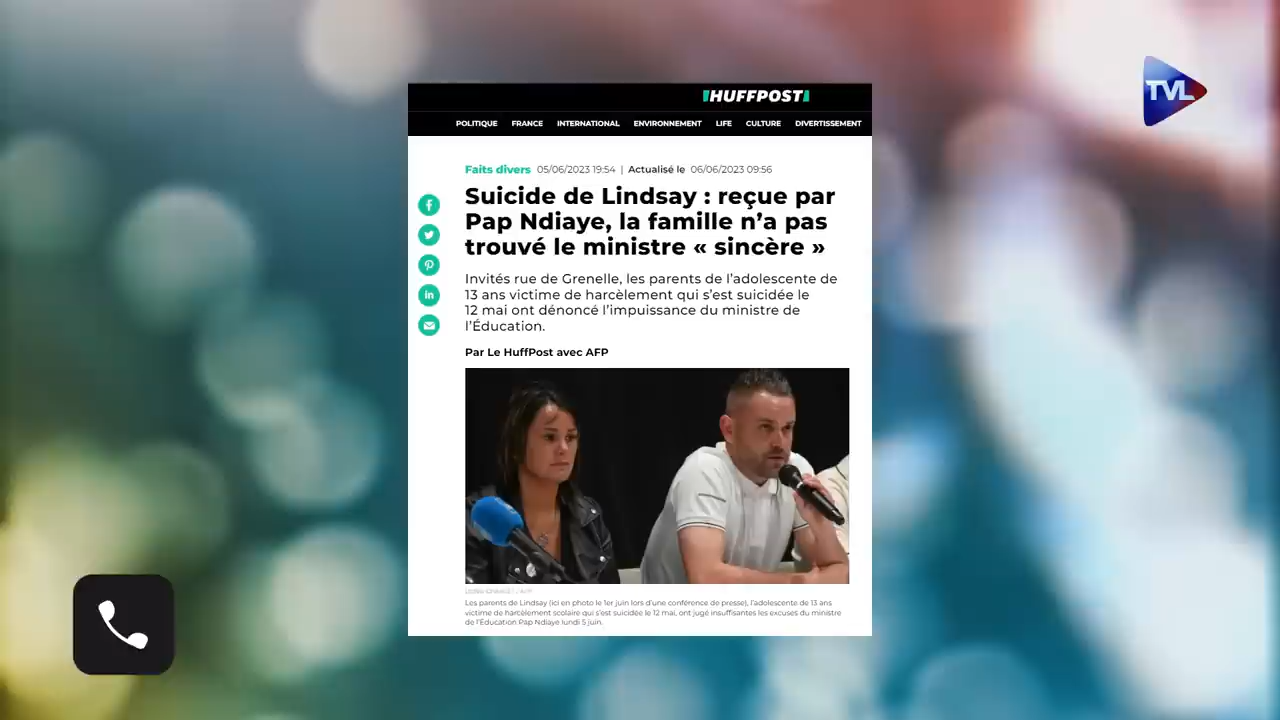 TVL
HUFFPOST
POLITIQUE FRANCE INTERNATIONAL ENVIRONNEMENT LIFE CULTURE DIVERTISSEMENT
Faits divers 05/06/2023 19:54 | Actualisé le 06/06/2023 09:56
Suicide de Lindsay : reçue par
Pap Ndiaye, la famille n'a pas
trouvé le ministre « sincère »
Invités rue de Grenelle, les parents de l'adolescente de
13 ans victime de harcèlement qui s'est suicidée le
12 mai ont dénoncé l'impuissance du ministre de
l'Éducation.
Par Le HuffPost avec AFP
Les parents de Lindsay (ici en photo le 1er juin lors d'une conférence de presse), l'adolescente de 13 ans
victime de harcèlement scolaire qui s'est suicidée le 12 mai, ont jugé insuffisantes les excuses du ministre
de l'Éducation Pap Ndiaye lundi 5 juin.